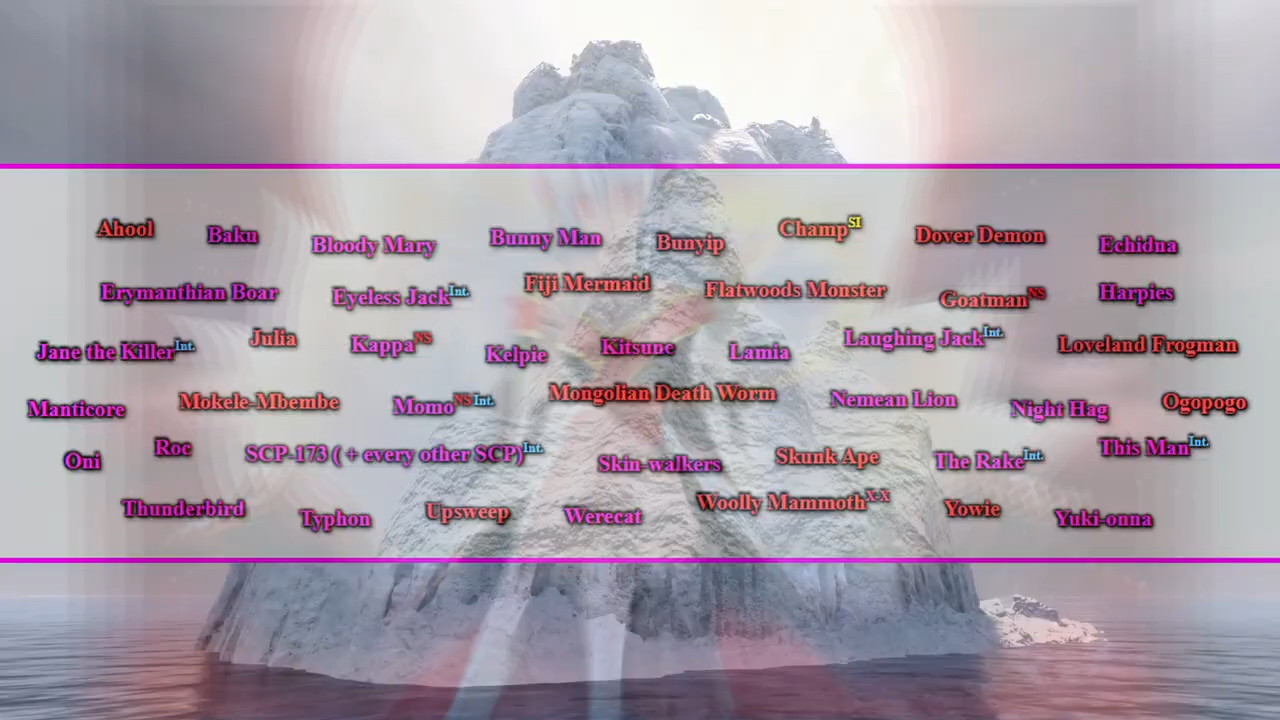 Ahool Baku Bloody Mary Bunny Man Bunyip Champ SI Dover Demon Echidna
Erymanthian Boar Eyeless Jack Int. Fiji Mermaid Flatwoods Monster Goatman NS Harpies
Jane the Killer Int. Julia Kappa NS Kelpie Kitsune Lamia Laughing Jack Int. Loveland Frogman
Manticore Mokele-Mbembe Momo NS Int. Mongolian Death Worm Nemean Lion Night Hag Ogopogo
Oni Roc SCP-173 ( + every other SCP) Int. Skin-walkers Skunk Ape The Rake Int. This Man Int.
Thunderbird Typhon Upsweep Werecat Woolly Mammoth X-X Yowie Yuki-onna